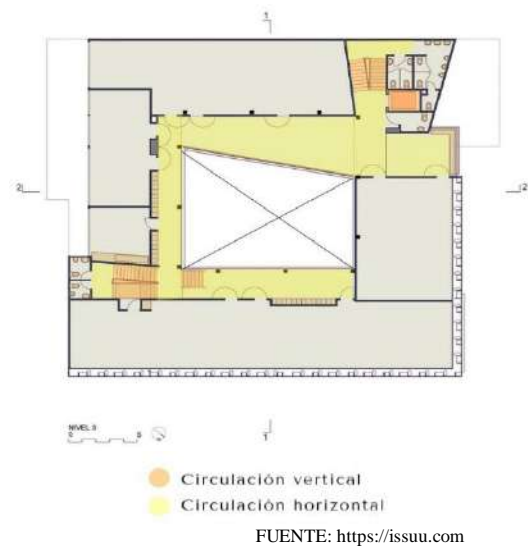 1
2
2
NIVEL 3
0 5
1
Circulación vertical
Circulación horizontal
FUENTE: https://issuu.com